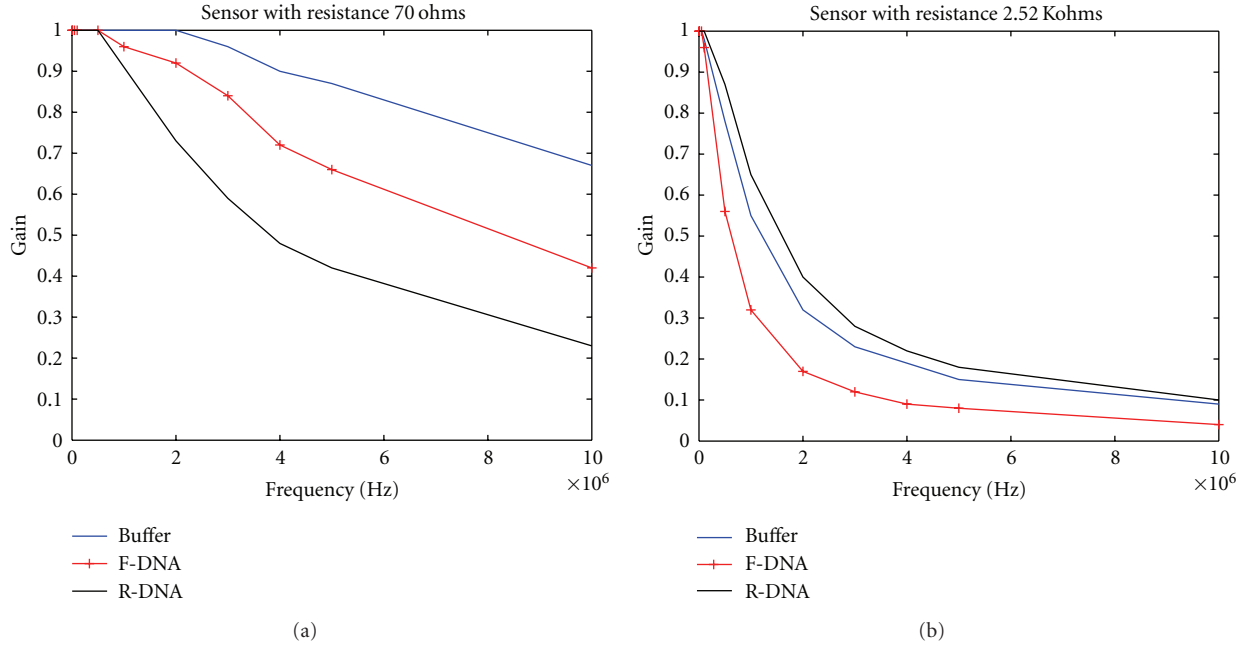 Sensor with resistance 70 ohms
1
0.9
0.8
0.7
0.6
0.5
0.4
0.3
0.2
0.1
0
Gain
0 2 4 6 8 10
×10⁶
Frequency (Hz)
Buffer
F-DNA
R-DNA
(a)
Sensor with resistance 2.52 Kohms
1
0.9
0.8
0.7
0.6
0.5
0.4
0.3
0.2
0.1
0
Gain
0 2 4 6 8 10
×10⁶
Frequency (Hz)
Buffer
F-DNA
R-DNA
(b)